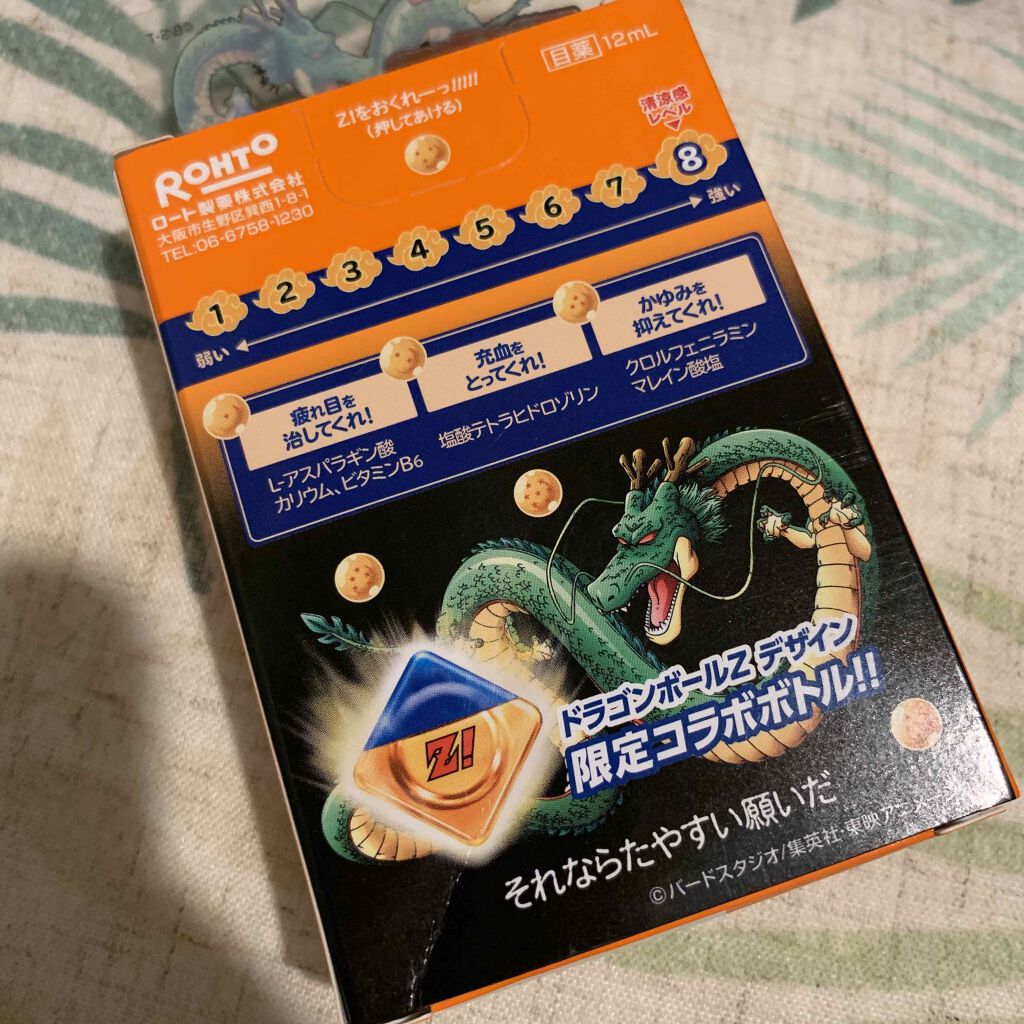 Z!をおくれーっ!!!!!
(押してあける)
目薬 12mL
ROHTO
ロート製薬株式会社
大阪市生野区巽西1-8-1
TEL:06-6758-1230
清涼感
レベル
1 2 3 4 5 6 7 8
弱い
強い
疲れ目を
治してくれ!
L-アスパラギン酸
カリウム、ビタミンB6
充血を
とってくれ!
塩酸テトラヒドロゾリン
かゆみを
抑えてくれ!
クロルフェニラミン
マレイン酸塩
Z!
ドラゴンボールZ デザイン
限定コラボボトル!!
それならたやすい願いだ
©バードスタジオ/集英社・東映アニメ